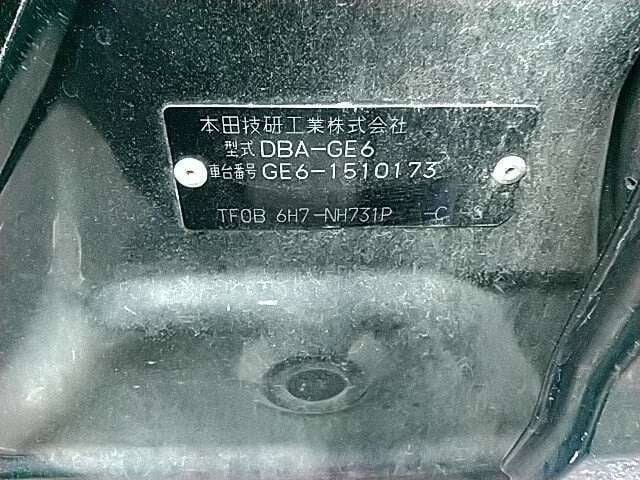 本田技研工業株式会社
型式 DBA-GE6
車台番号 GE6-1510173
TF0B 6H7-NH731P -C